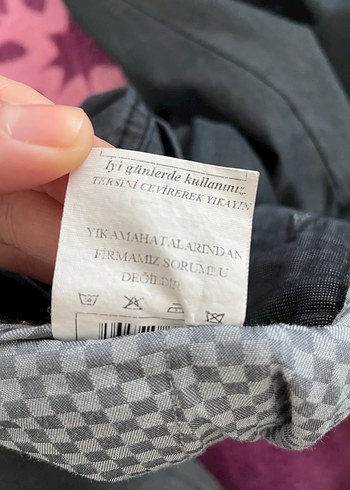 İyi günlerde kullanınız.
TERSİNİ ÇEVİREREK YIKAYIN
YIKAMAHATALARINDAN
FİRMAMIZ SORUMLU
DEĞİLDİR